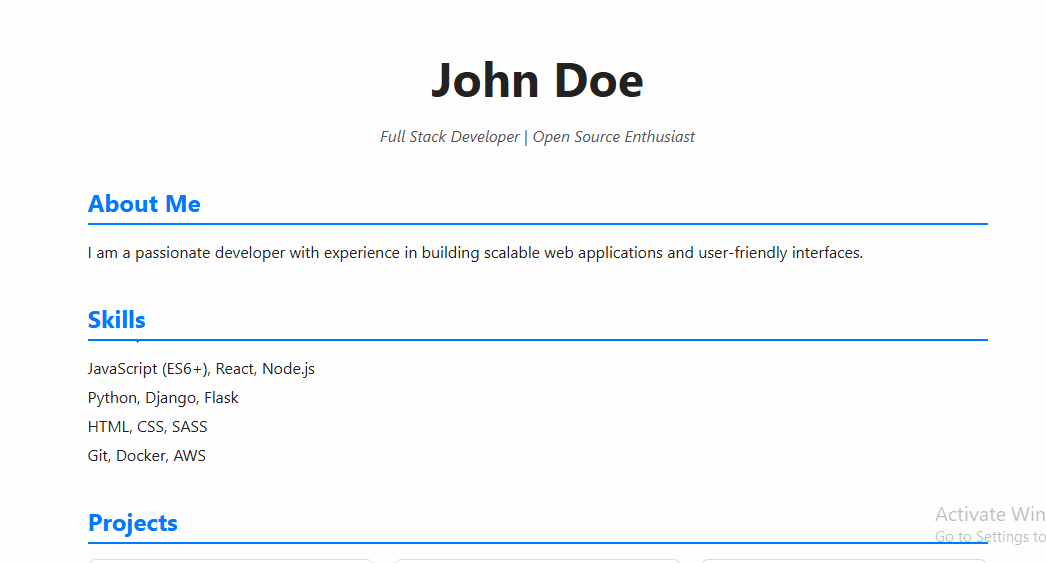 John Doe
Full Stack Developer | Open Source Enthusiast
About Me
I am a passionate developer with experience in building scalable web applications and user-friendly interfaces.
Skills
JavaScript (ES6+), React, Node.js
Python, Django, Flask
HTML, CSS, SASS
Git, Docker, AWS
Projects
Activate Win
Go to Settings to